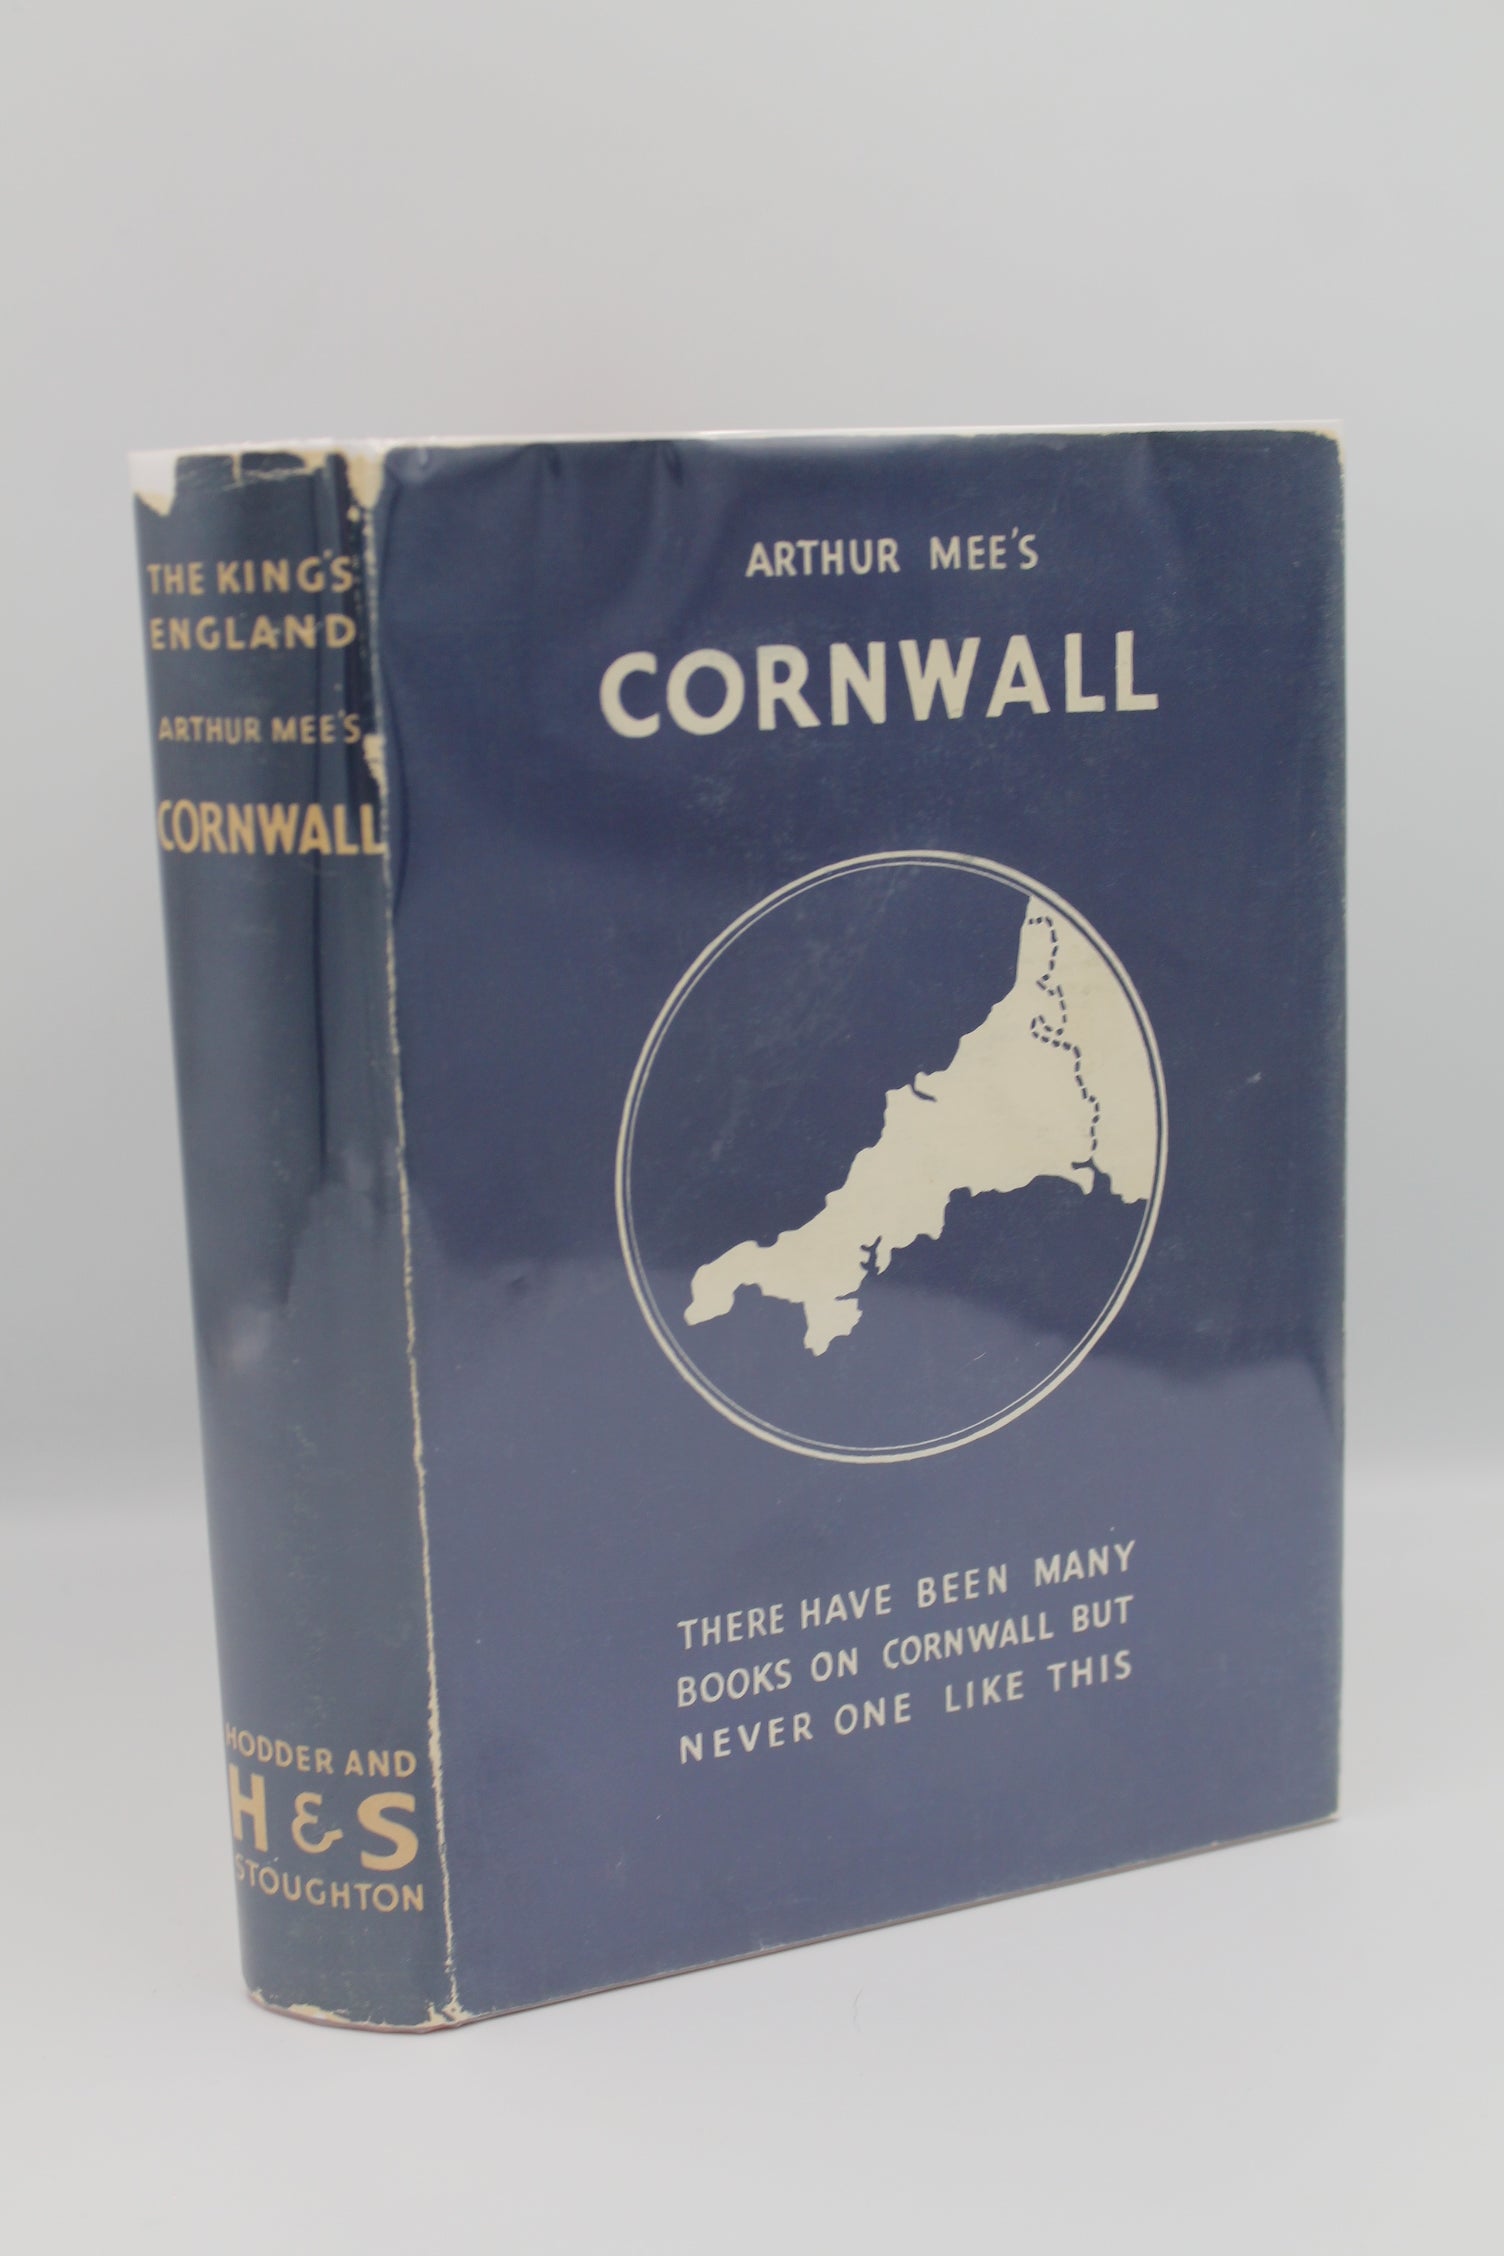 THE KING'S
ENGLAND
ARTHUR MEE'S
CORNWALL
HODDER AND
H & S
STOUGHTON
ARTHUR MEE'S
CORNWALL
THERE HAVE BEEN MANY
BOOKS ON CORNWALL BUT
NEVER ONE LIKE THIS